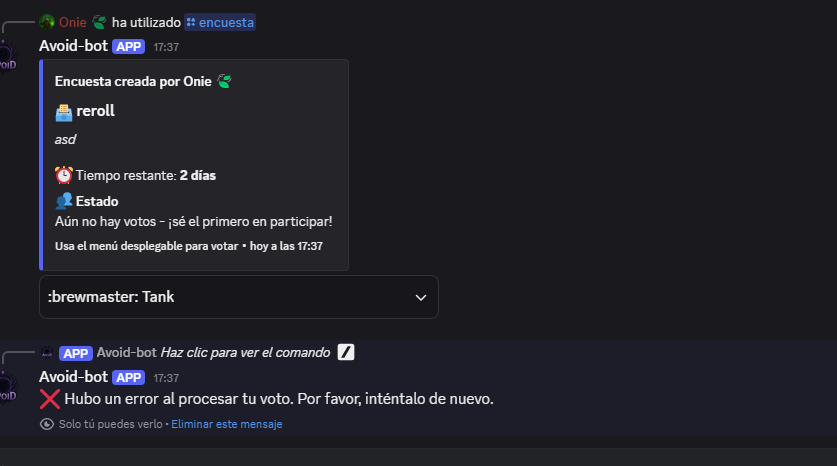 Onie ha utilizado encuesta
Avoid-bot APP 17:37
Encuesta creada por Onie
reroll
asd
Tiempo restante: 2 días
Estado
Aún no hay votos - ¡sé el primero en participar!
Usa el menú desplegable para votar • hoy a las 17:37
:brewmaster: Tank
APP Avoid-bot Haz clic para ver el comando
Avoid-bot APP 17:37
Hubo un error al procesar tu voto. Por favor, inténtalo de nuevo.
Solo tú puedes verlo • Eliminar este mensaje